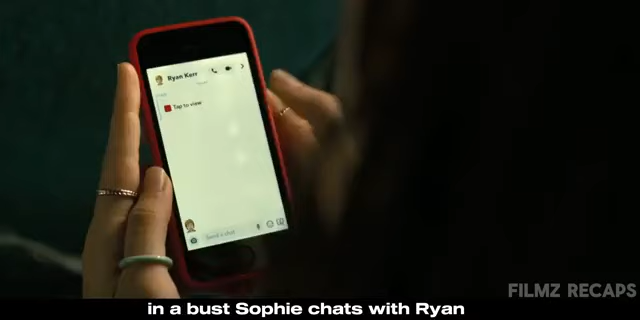 Ryan Kerr
Tap to view
Send a chat
FILMZ RECAPS
in a bust Sophie chats with Ryan